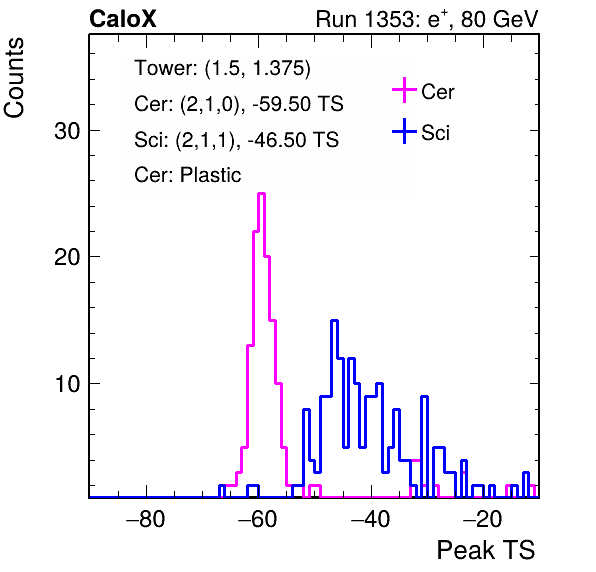 CaloX Run 1353: e⁺, 80 GeV
Counts
Tower: (1.5, 1.375)
Cer: (2,1,0), -59.50 TS
Sci: (2,1,1), -46.50 TS
Cer: Plastic
Cer
Sci
30
20
10
−80 −60 −40 −20
Peak TS